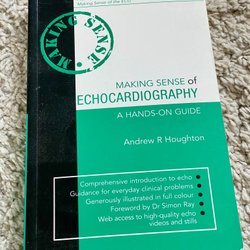 Making Sense of the ECG
MAKING SENSE
MAKING SENSE of
ECHOCARDIOGRAPHY
A HANDS-ON GUIDE
Andrew R Houghton
Comprehensive introduction to echo
Guidance for everyday clinical problems
Generously illustrated in full colour
Foreword by Dr Simon Ray
Web access to high-quality echo
videos and stills